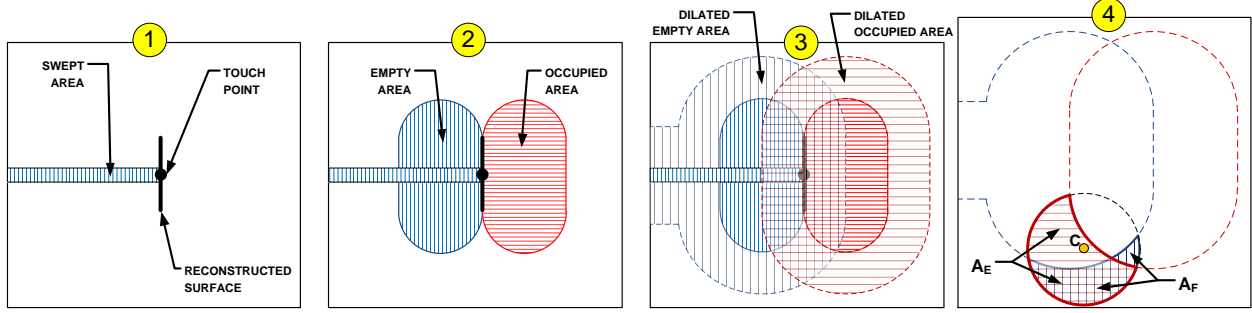 1
SWEPT
AREA
TOUCH
POINT
RECONSTRUCTED
SURFACE
2
EMPTY
AREA
OCCUPIED
AREA
3
DILATED
EMPTY AREA
DILATED
OCCUPIED AREA
4
C
AE
AF